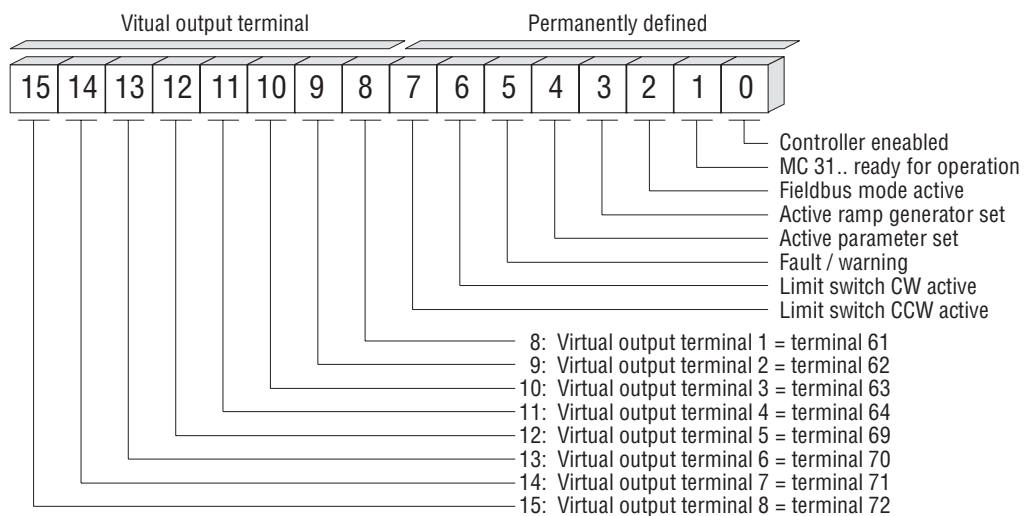 Vitual output terminal
Permanently defined
15 14 13 12 11 10 9 8 7 6 5 4 3 2 1 0
Controller eneabled
MC 31.. ready for operation
Fieldbus mode active
Active ramp generator set
Active parameter set
Fault / warning
Limit switch CW active
Limit switch CCW active
8: Virtual output terminal 1 = terminal 61
9: Virtual output terminal 2 = terminal 62
10: Virtual output terminal 3 = terminal 63
11: Virtual output terminal 4 = terminal 64
12: Virtual output terminal 5 = terminal 69
13: Virtual output terminal 6 = terminal 70
14: Virtual output terminal 7 = terminal 71
15: Virtual output terminal 8 = terminal 72